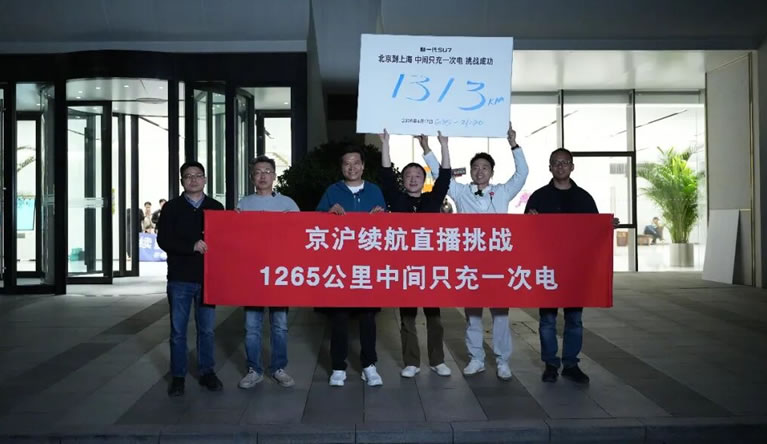 新一代SU7
北京到上海 中间只充一次电 挑战成功
1313KM
京沪续航直播挑战
1265公里中间只充一次电